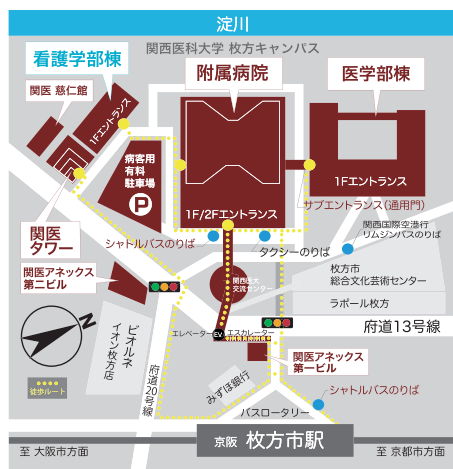 淀川
関西医科大学 枚方キャンパス
看護学部棟
附属病院
医学部棟
関医 慈仁館
1Fエントランス
病客用
有料
駐車場
P
1F/2Fエントランス
1Fエントランス
サブエントランス（通用門）
関医
タワー
シャトルバスのりば
タクシーのりば
関西国際空港行
リムジンバスのりば
関医アネックス
第二ビル
関西医大
交流センター
枚方市
総合文化芸術センター
ラポール枚方
府道13号線
N
ビオルネ
イオン枚方店
エレベーター
EV
エスカレーター
関医アネックス
第一ビル
徒歩ルート
府道20号線
みずほ銀行
シャトルバスのりば
バスロータリー
至 大阪市方面
京阪 枚方市駅
至 京都市方面